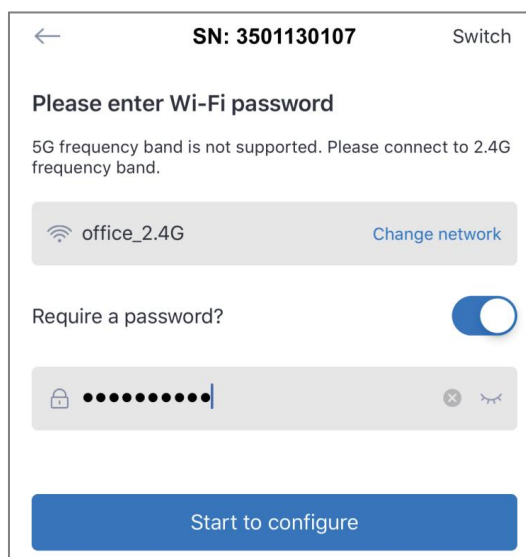 SN: 3501130107 Switch
Please enter Wi-Fi password
5G frequency band is not supported. Please connect to 2.4G
frequency band.
office_2.4G Change network
Require a password?
●●●●●●●●●●
Start to configure